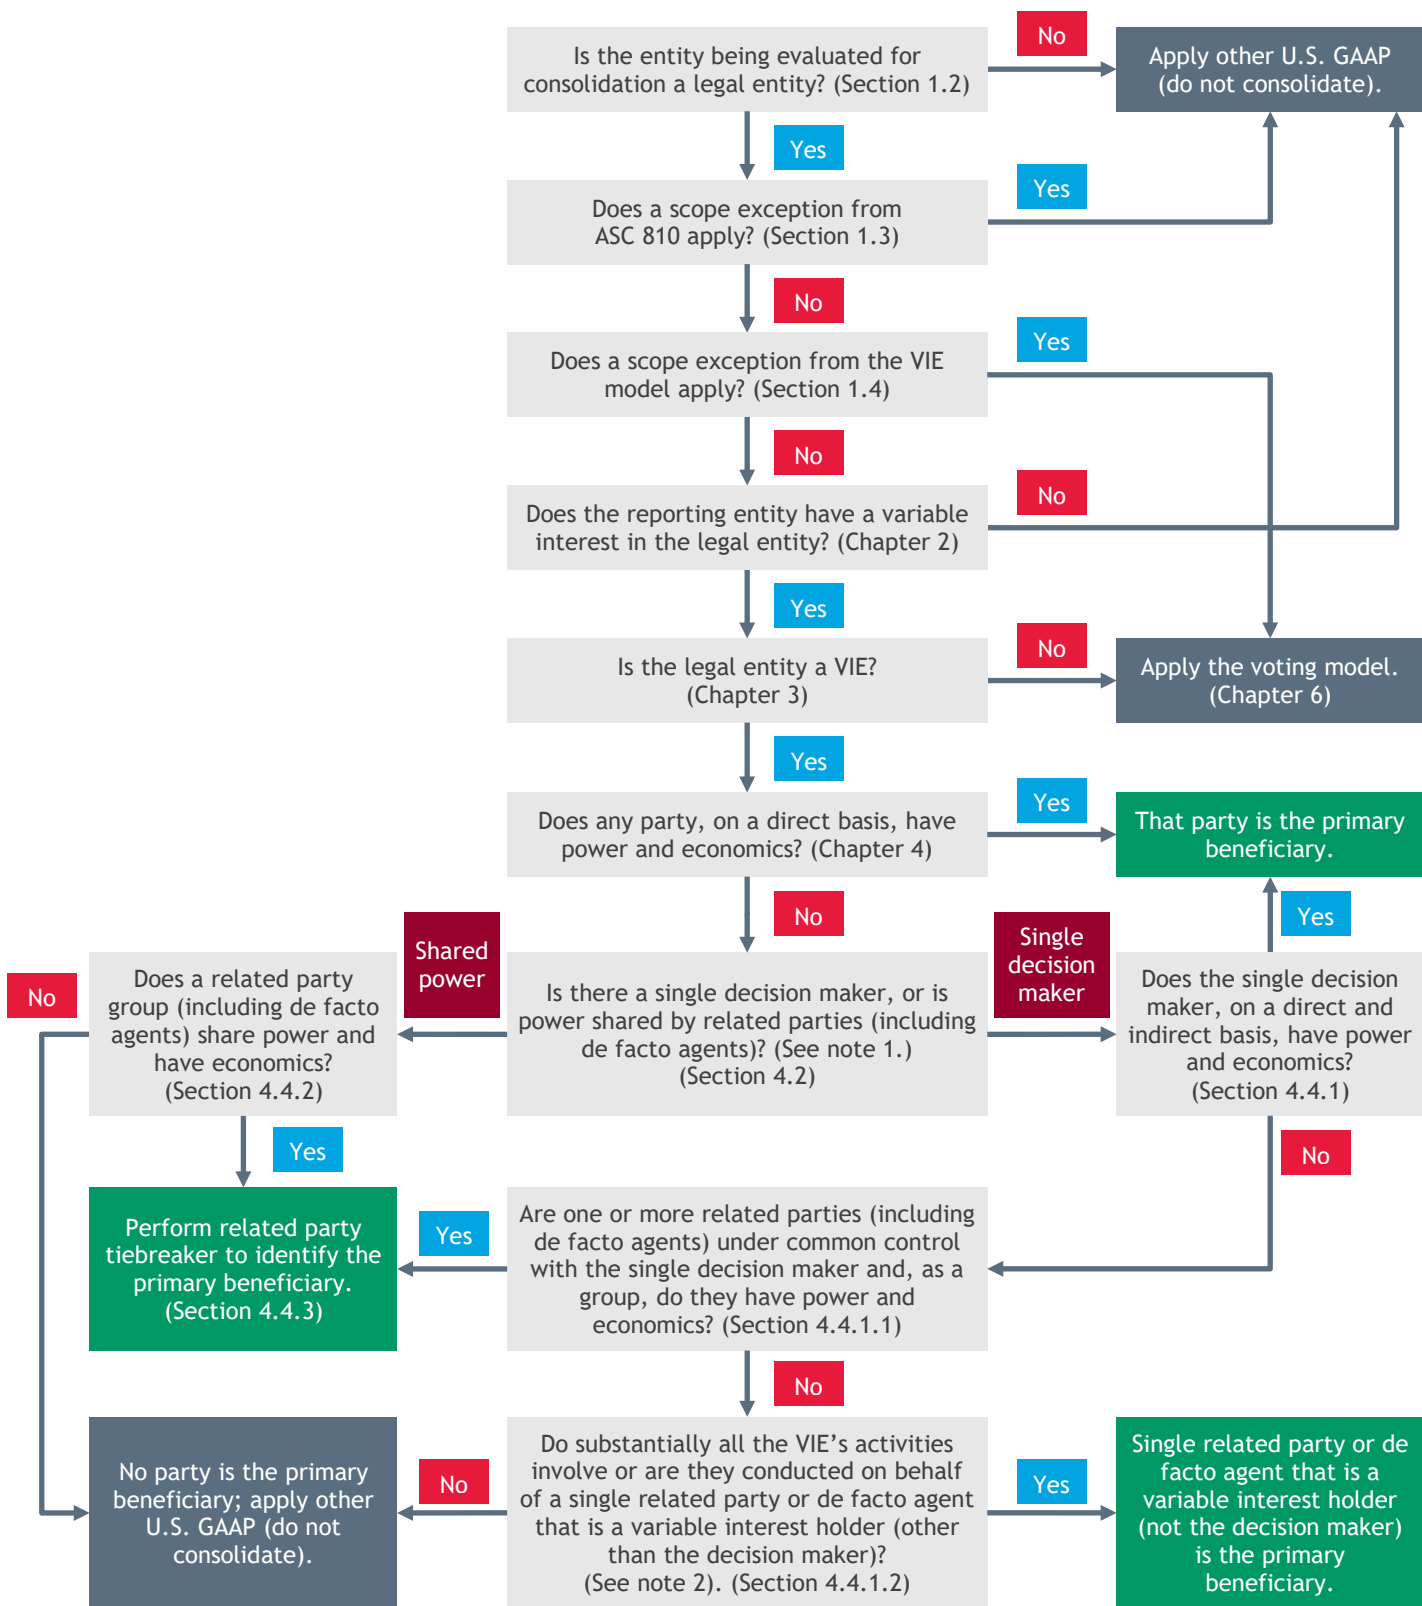 Is the entity being evaluated for
consolidation a legal entity? (Section 1.2)
No
Apply other U.S. GAAP
(do not consolidate).
Yes
Does a scope exception from
ASC 810 apply? (Section 1.3)
Yes
No
Does a scope exception from the VIE
model apply? (Section 1.4)
Yes
No
Does the reporting entity have a variable
interest in the legal entity? (Chapter 2)
No
Yes
Is the legal entity a VIE?
(Chapter 3)
No
Apply the voting model.
(Chapter 6)
Yes
Does any party, on a direct basis, have
power and economics? (Chapter 4)
Yes
That party is the primary
beneficiary.
No
Yes
No
Does a related party
group (including de facto
agents) share power and
have economics?
(Section 4.4.2)
Shared
power
Is there a single decision maker, or is
power shared by related parties (including
de facto agents)? (See note 1.)
(Section 4.2)
Single
decision
maker
Does the single decision
maker, on a direct and
indirect basis, have power
and economics?
(Section 4.4.1)
Yes
No
Perform related party
tiebreaker to identify the
primary beneficiary.
(Section 4.4.3)
Yes
Are one or more related parties (including
de facto agents) under common control
with the single decision maker and, as a
group, do they have power and
economics? (Section 4.4.1.1)
No
No party is the primary
beneficiary; apply other
U.S. GAAP (do not
consolidate).
No
Do substantially all the VIE’s activities
involve or are they conducted on behalf
of a single related party or de facto agent
that is a variable interest holder (other
than the decision maker)?
(See note 2). (Section 4.4.1.2)
Yes
Single related party or de
facto agent that is a
variable interest holder
(not the decision maker)
is the primary
beneficiary.